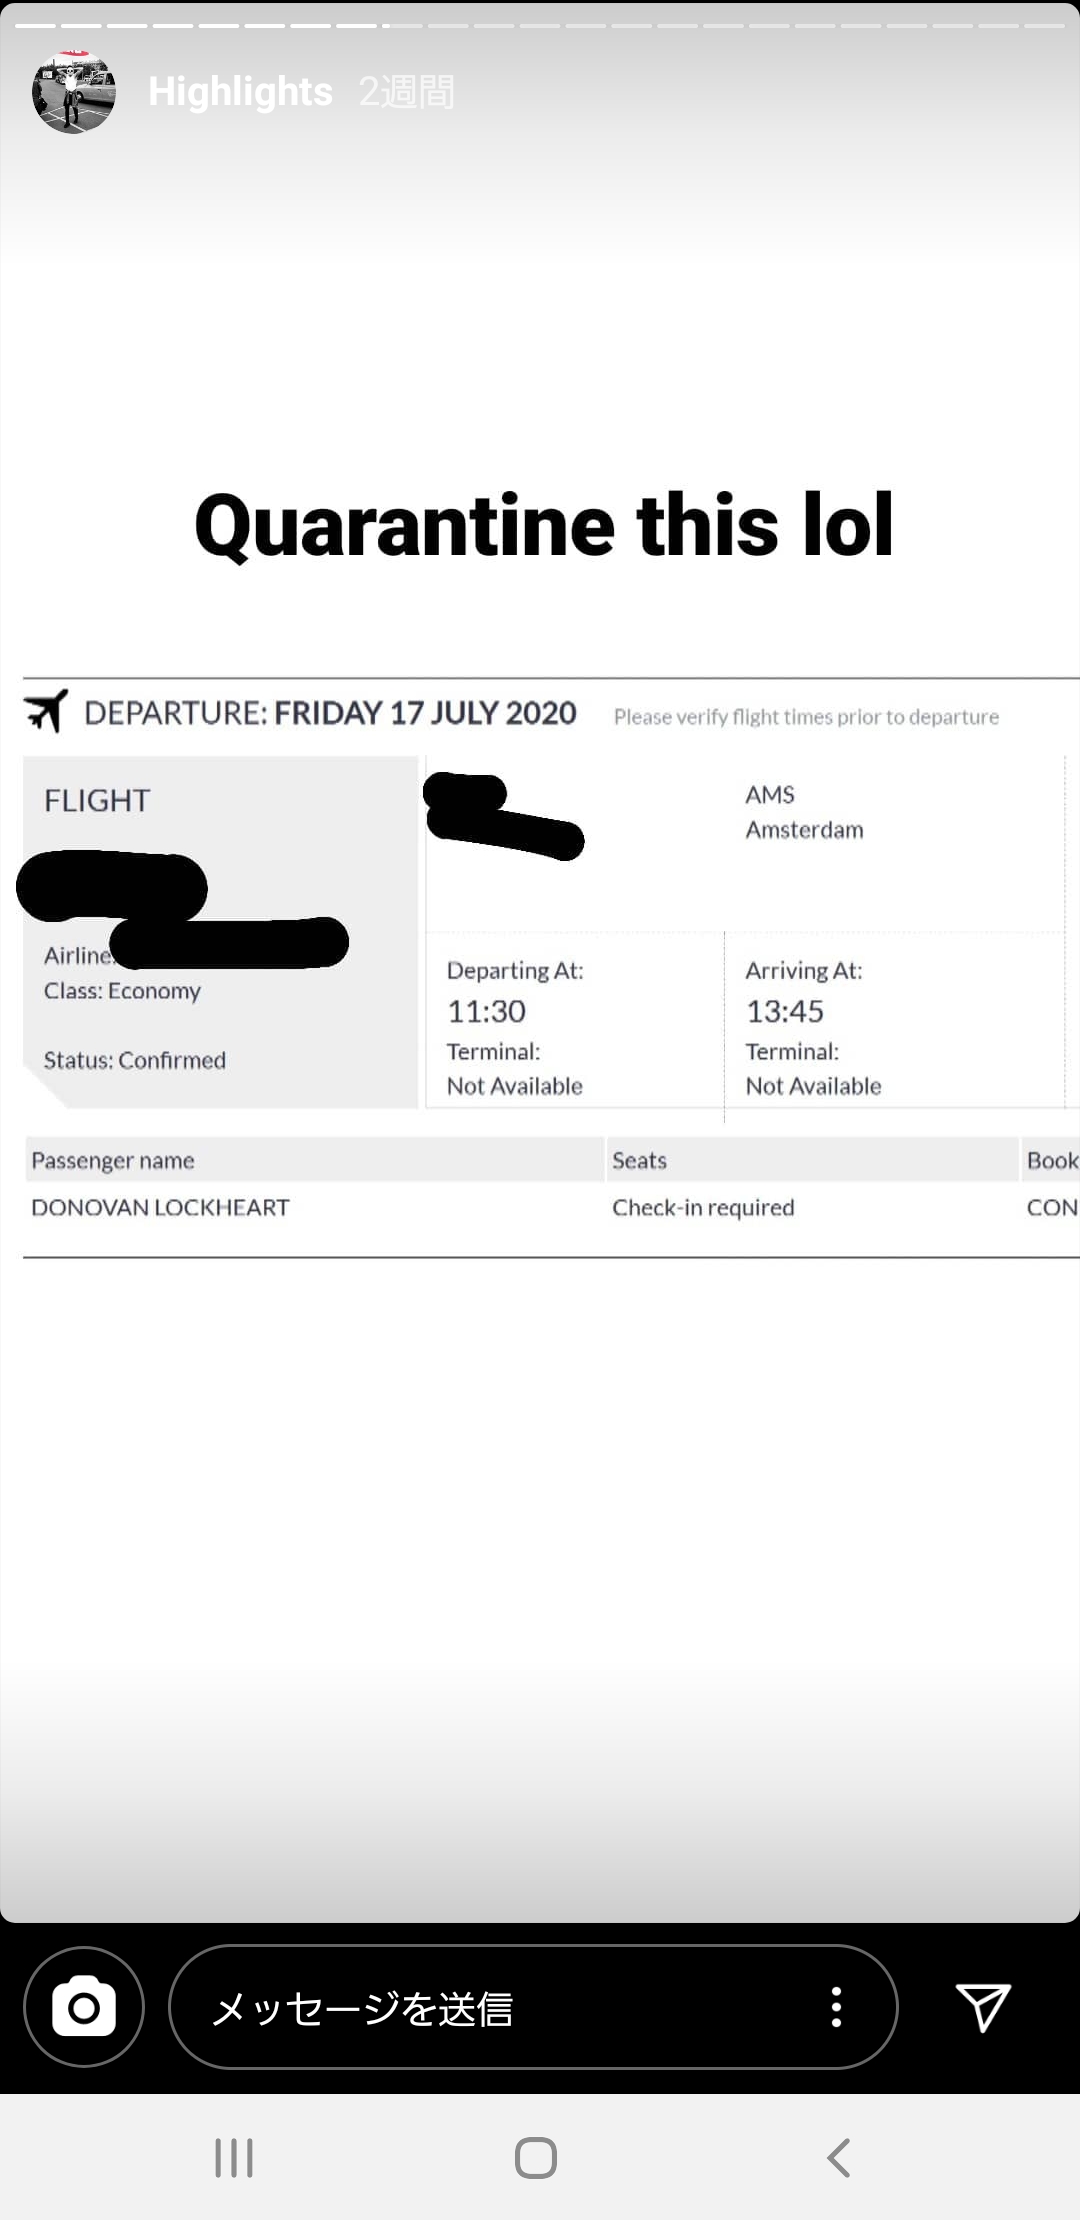 Highlights 2週間
Quarantine this lol
DEPARTURE: FRIDAY 17 JULY 2020 Please verify flight times prior to departure
FLIGHT
Airline:
Class: Economy
Status: Confirmed
AMS
Amsterdam
Departing At:
11:30
Terminal:
Not Available
Arriving At:
13:45
Terminal:
Not Available
Passenger name Seats Book
DONOVAN LOCKHEART Check-in required CON
メッセージを送信